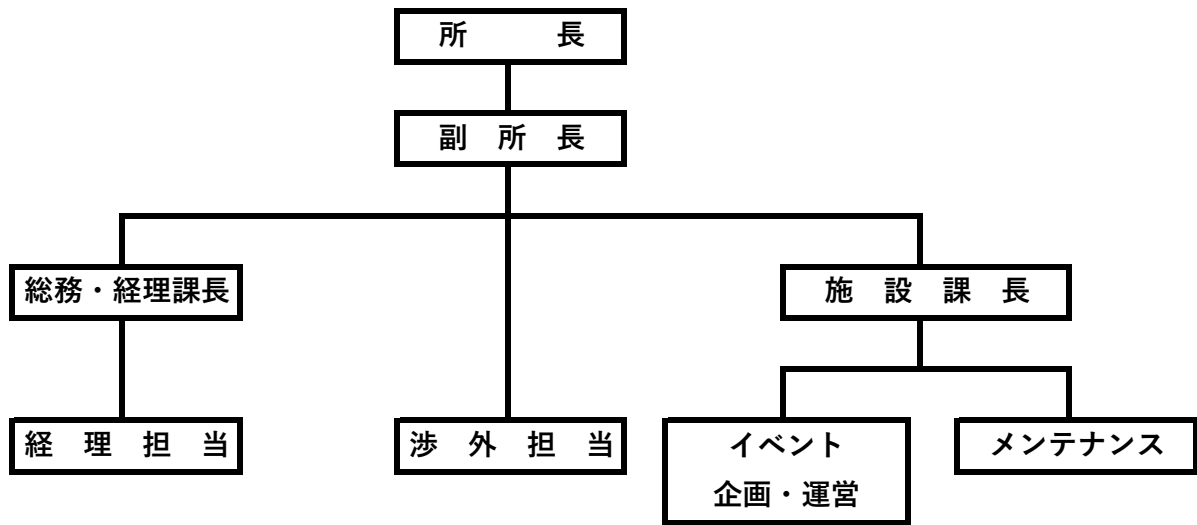 所　　　長
副　所　長
総務・経理課長
施　設　課　長
経　理　担　当
渉　外　担　当
イベント
企画・運営
メンテナンス